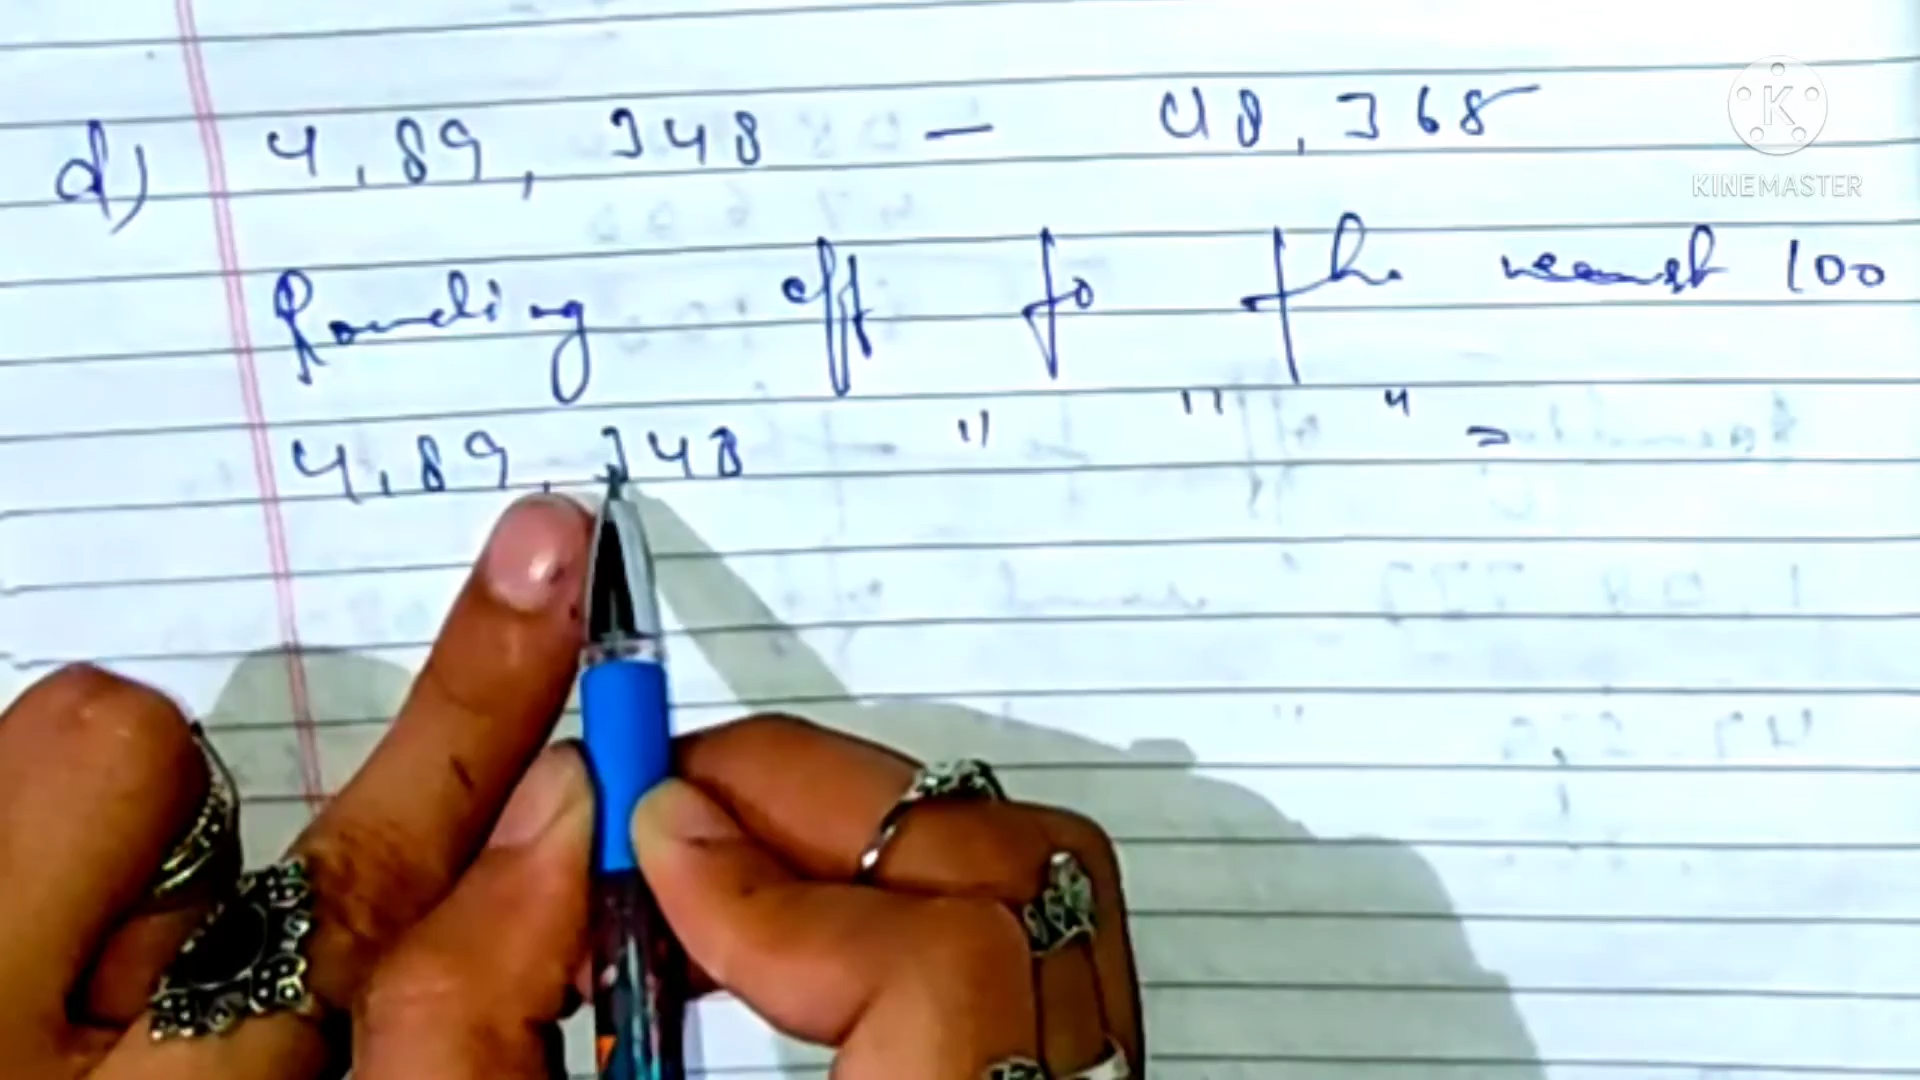 d) 4,89,348 — 48,368
Rounding off to the nearest 100
4,89,348 " " " =
KINEMASTER